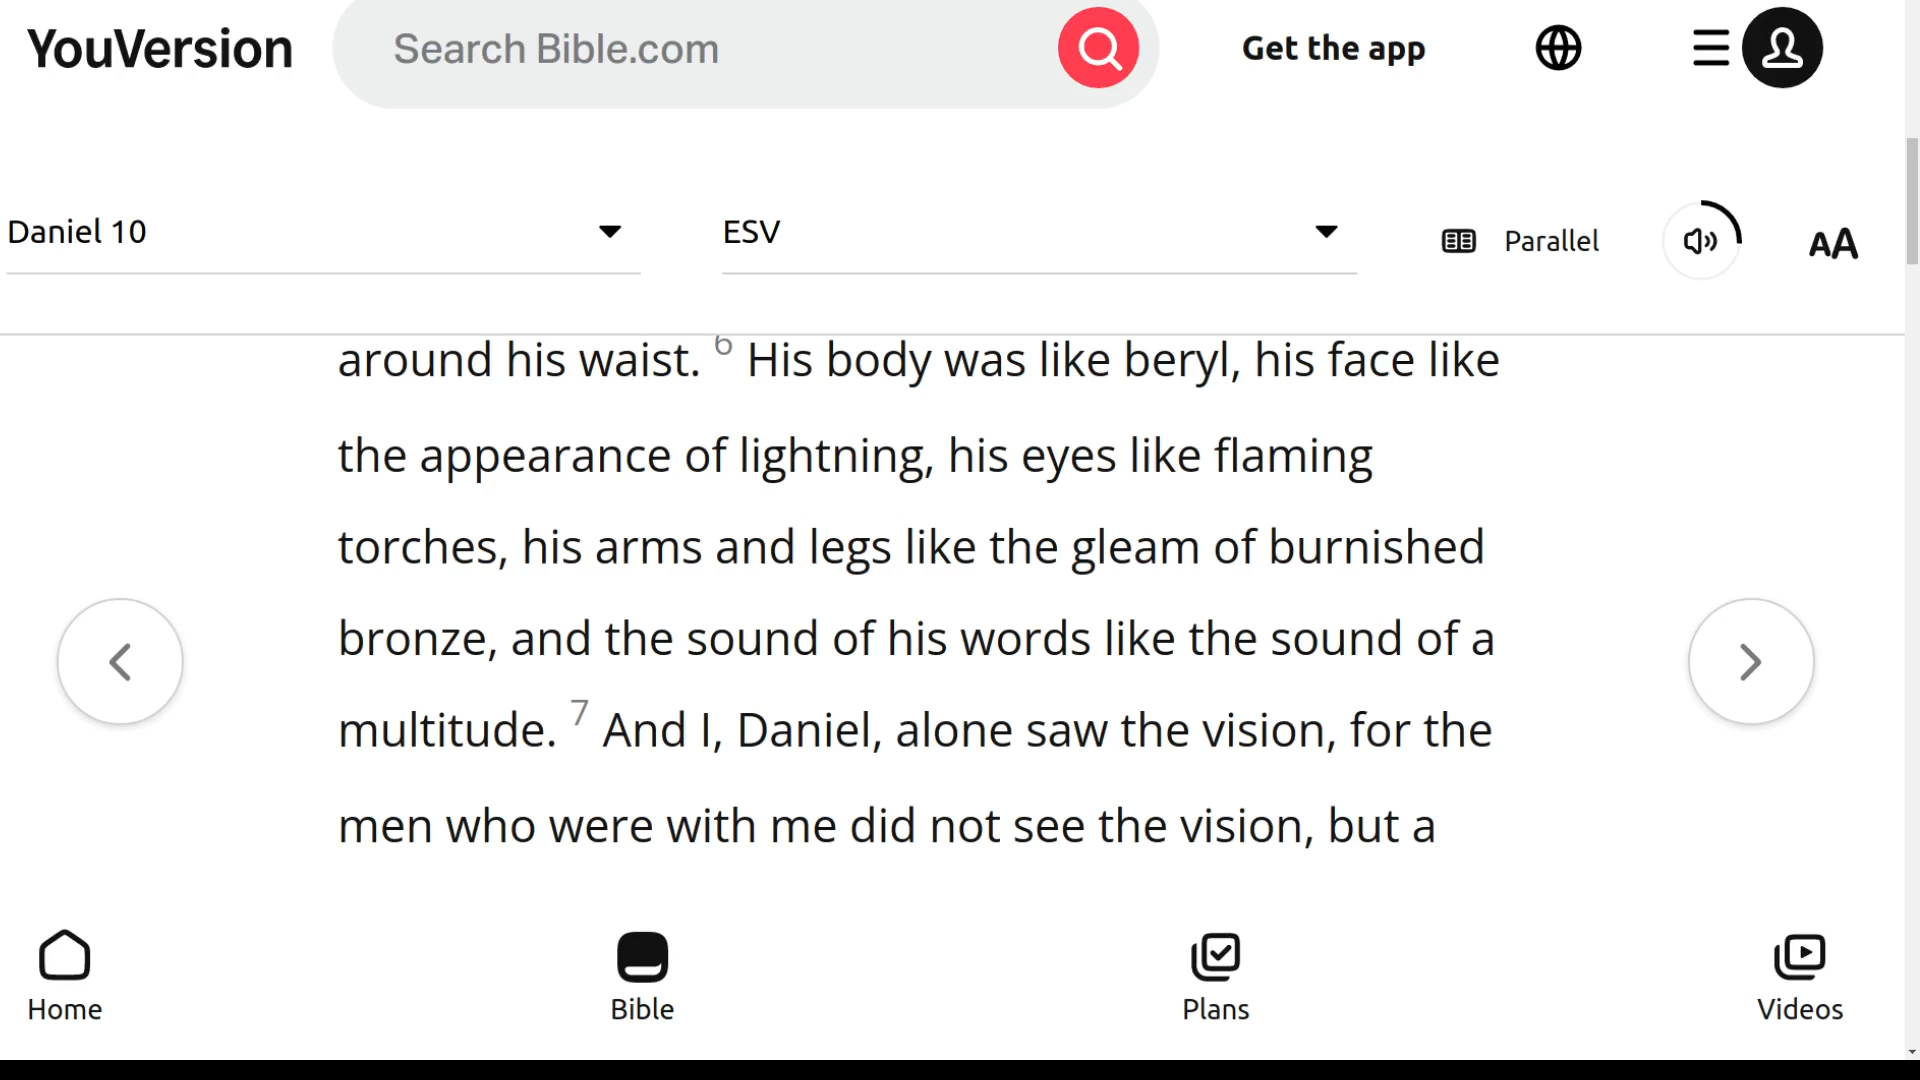 YouVersion
Search Bible.com
Get the app
Daniel 10
ESV
Parallel
AA
around his waist. 6 His body was like beryl, his face like
the appearance of lightning, his eyes like flaming
torches, his arms and legs like the gleam of burnished
bronze, and the sound of his words like the sound of a
multitude. 7 And I, Daniel, alone saw the vision, for the
men who were with me did not see the vision, but a
Home
Bible
Plans
Videos